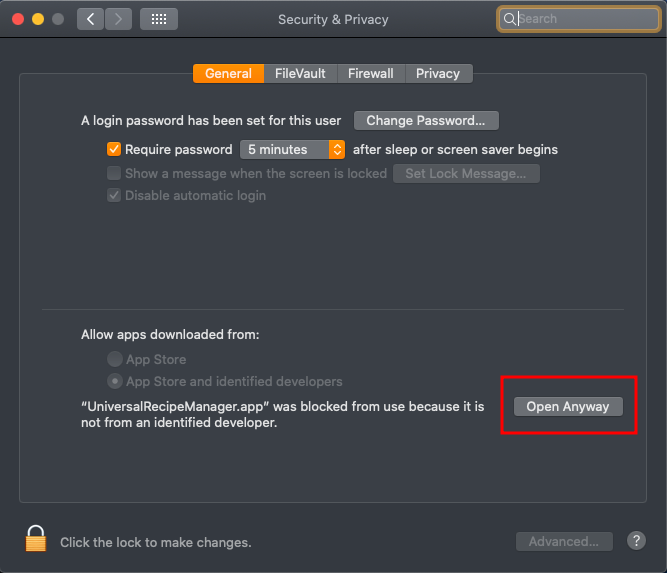 Security & Privacy
Search
General
FileVault
Firewall
Privacy
A login password has been set for this user
Change Password...
Require password
5 minutes
after sleep or screen saver begins
Show a message when the screen is locked
Set Lock Message...
Disable automatic login
Allow apps downloaded from:
App Store
App Store and identified developers
“UniversalRecipeManager.app” was blocked from use because it is
not from an identified developer.
Open Anyway
Click the lock to make changes.
Advanced...
?